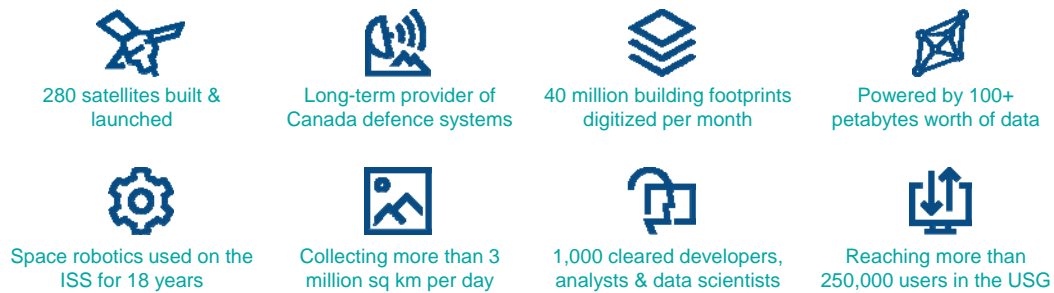 280 satellites built &
launched
Long-term provider of
Canada defence systems
40 million building footprints
digitized per month
Powered by 100+
petabytes worth of data
Space robotics used on the
ISS for 18 years
Collecting more than 3
million sq km per day
1,000 cleared developers,
analysts & data scientists
Reaching more than
250,000 users in the USG